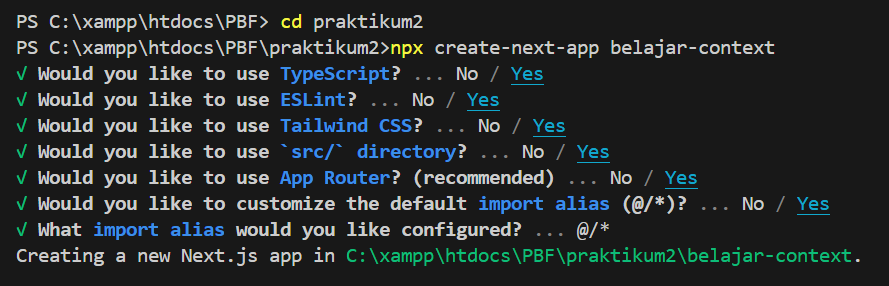 PS C:\xampp\htdocs\PBF> cd praktikum2
PS C:\xampp\htdocs\PBF\praktikum2>npx create-next-app belajar-context
√ Would you like to use TypeScript? ... No / Yes
√ Would you like to use ESLint? ... No / Yes
√ Would you like to use Tailwind CSS? ... No / Yes
√ Would you like to use `src/` directory? ... No / Yes
√ Would you like to use App Router? (recommended) ... No / Yes
√ Would you like to customize the default import alias (@/*)? ... No / Yes
√ What import alias would you like configured? ... @/*
Creating a new Next.js app in C:\xampp\htdocs\PBF\praktikum2\belajar-context.